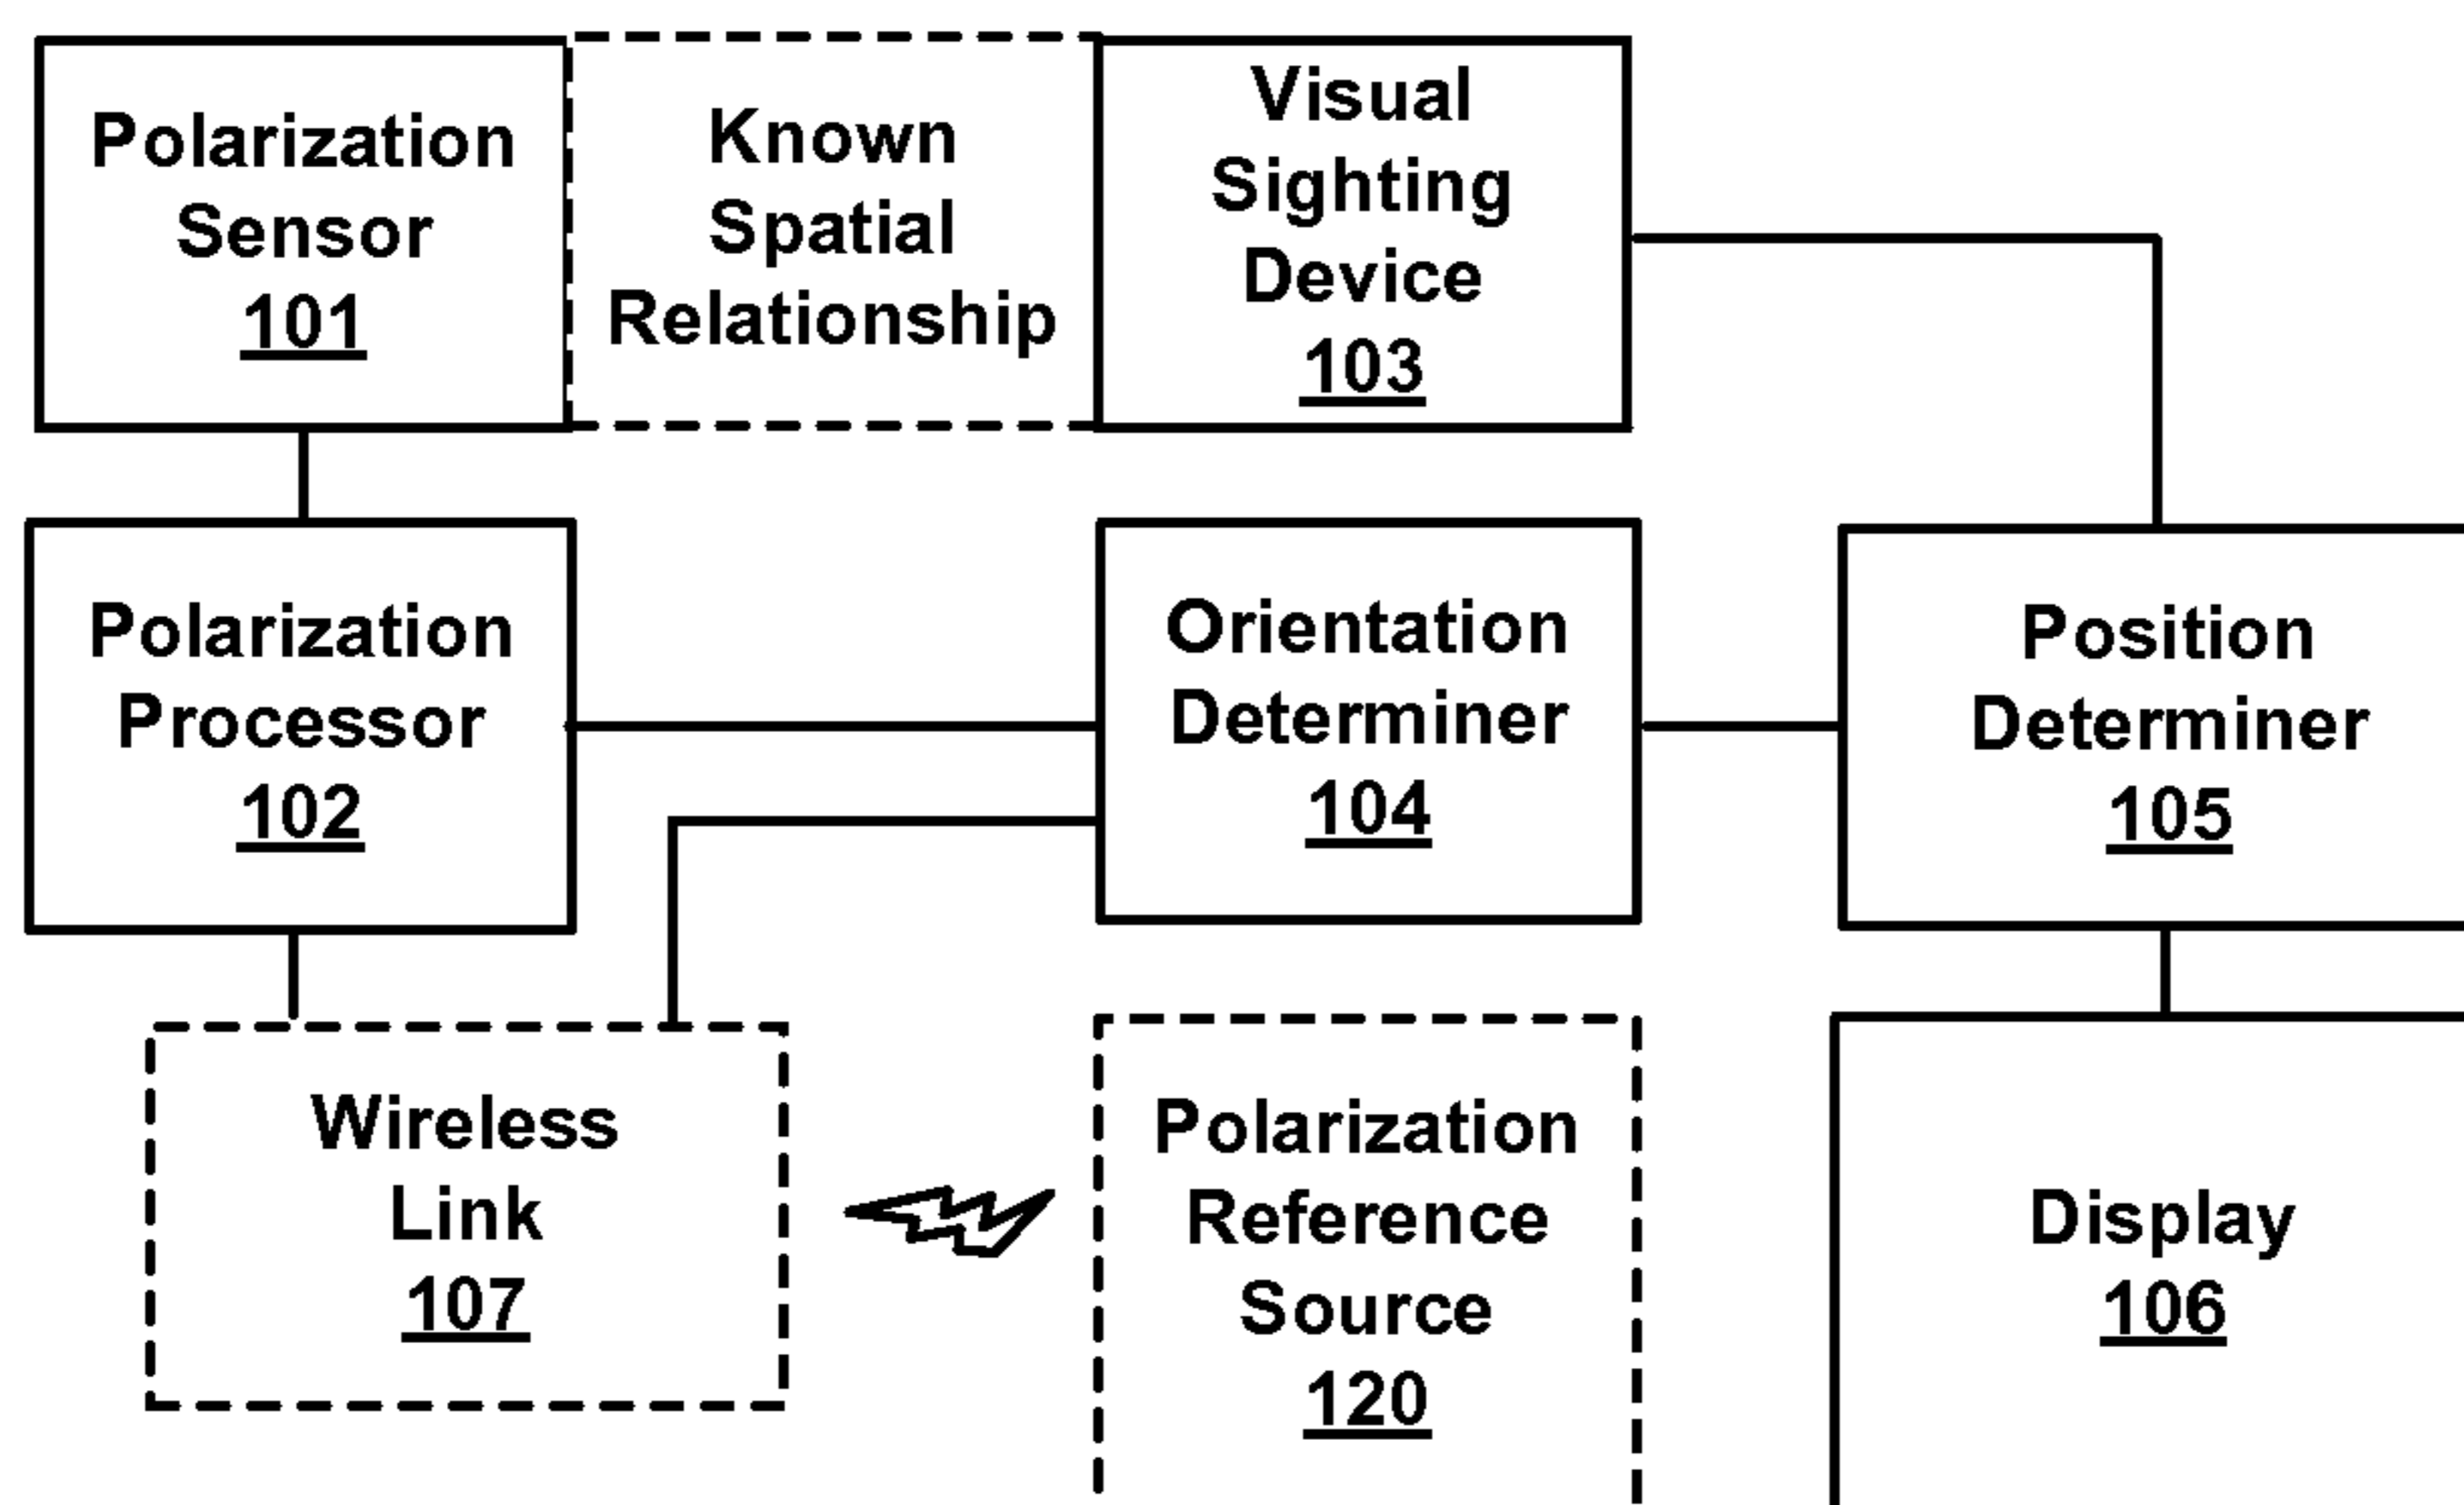 Polarization
Sensor
101
Known
Spatial
Relationship
Visual
Sighting
Device
103
Polarization
Processor
102
Orientation
Determiner
104
Position
Determiner
105
Wireless
Link
107
Polarization
Reference
Source
120
Display
106